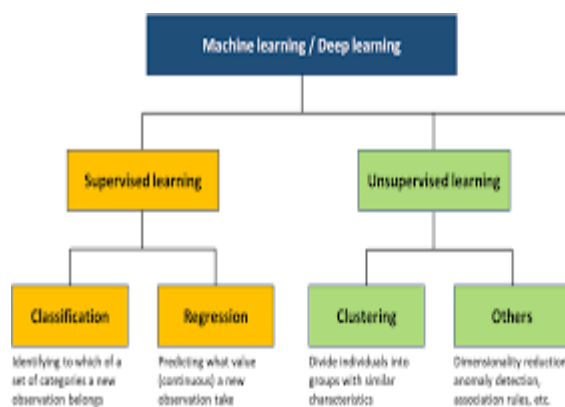 Machine learning / Deep learning
Supervised learning
Unsupervised learning
Classification
Regression
Clustering
Others
Identifying to which of a
set of categories a new
observation belongs
Predicting what value
(continuous) a new
observation take
Divide individuals into
groups with similar
characteristics
Dimensionality reduction
anomaly detection,
association rules, etc.